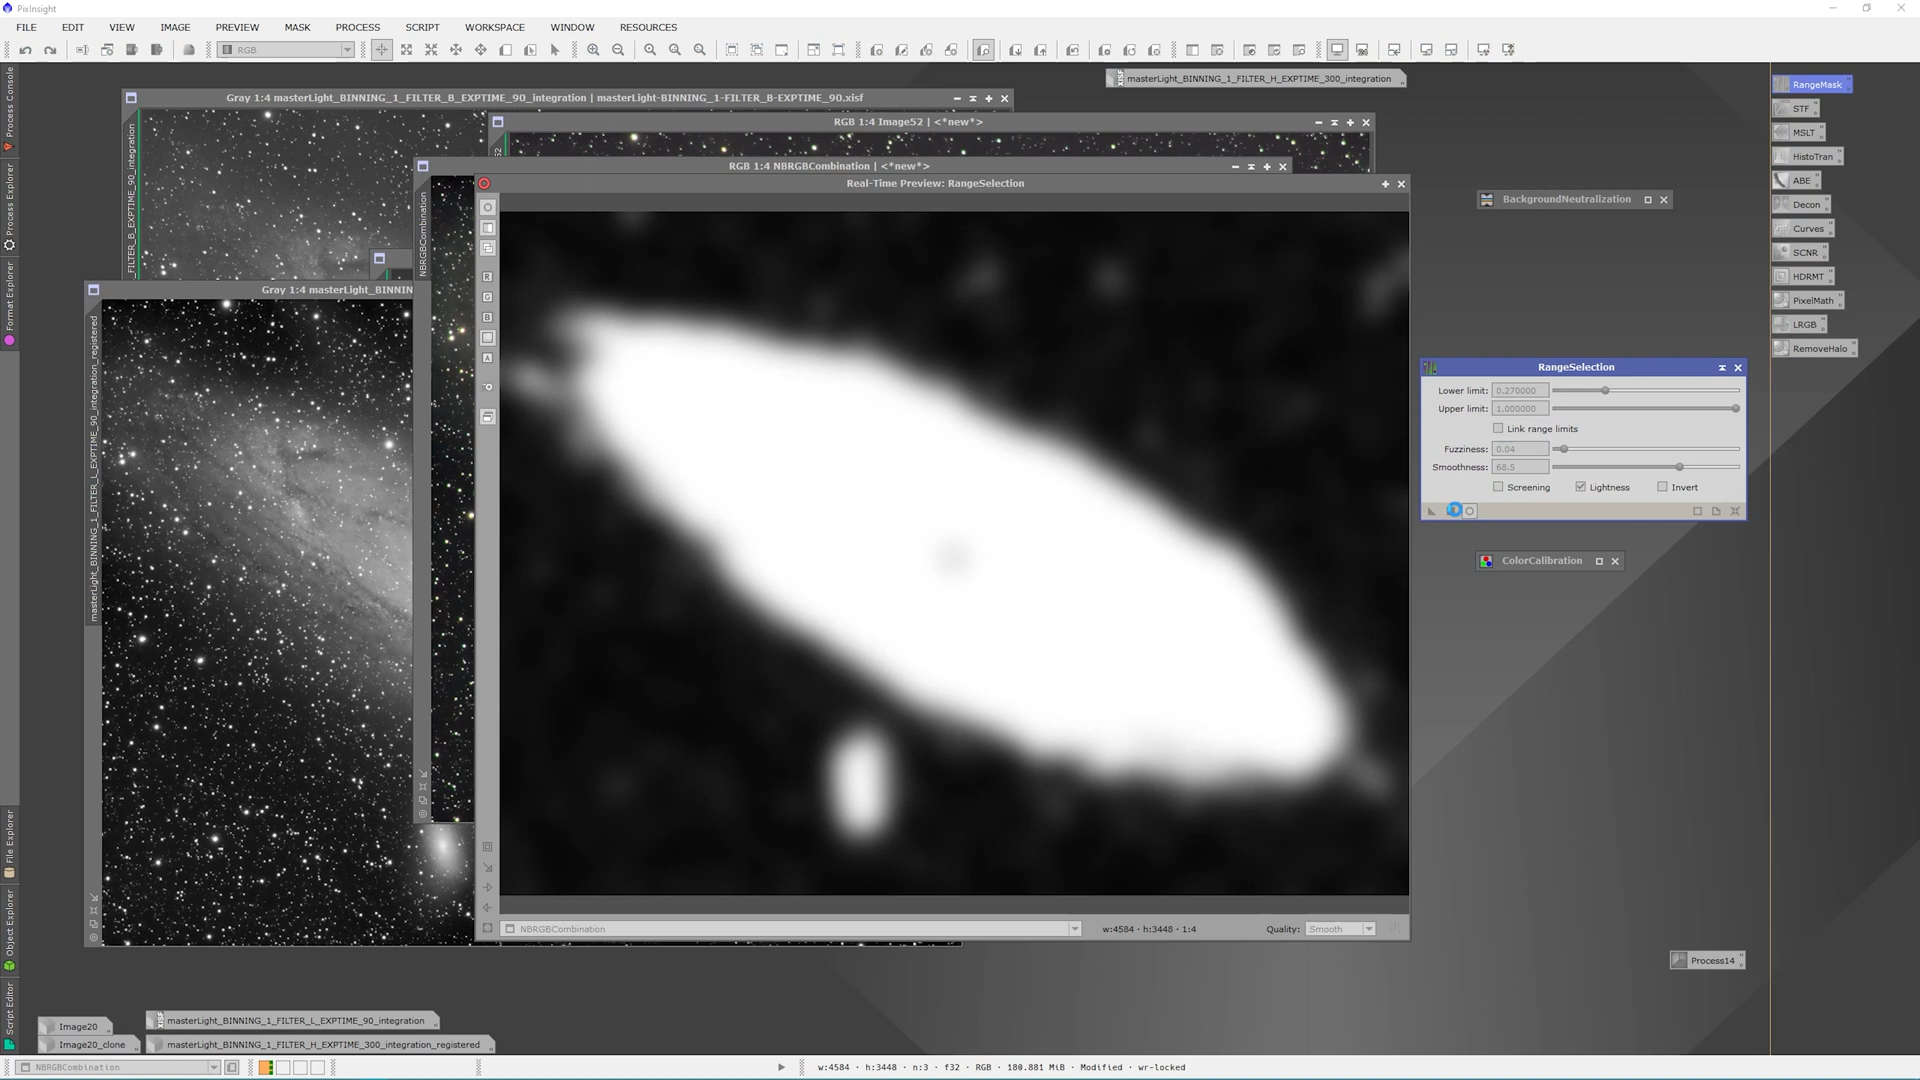 PixInsight
FILE EDIT VIEW IMAGE PREVIEW MASK PROCESS SCRIPT WORKSPACE WINDOW RESOURCES
RGB
masterLight_BINNING_1_FILTER_H_EXPTIME_300_integration
Gray 1:4 masterLight_BINNING_1_FILTER_B_EXPTIME_90_integration | masterLight-BINNING_1-FILTER_B-EXPTIME_90.xisf
RGB 1:4 Image52 | <*new*>
RGB 1:4 NBRGBCombination | <*new*>
Real-Time Preview: RangeSelection
Gray 1:4 masterLight_BINNIN
Process Console
Process Explorer
Format Explorer
File Explorer
Object Explorer
Script Editor
_FILTER_B_EXPTIME_90_integration
NBRGBCombination
masterLight_BINNING_1_FILTER_L_EXPTIME_90_integration_registered
R
G
B
A
RangeMask
STF
MSLT
HistoTran
ABE
Decon
Curves
SCNR
HDRMT
PixelMath
LRGB
RemoveHalo
BackgroundNeutralization
RangeSelection
Lower limit: 0.270000
Upper limit: 1.000000
Link range limits
Fuzziness: 0.04
Smoothness: 68.5
Screening Lightness Invert
ColorCalibration
Process14
NBRGBCombination w:4584 · h:3448 · 1:4 Quality: Smooth
Image20
masterLight_BINNING_1_FILTER_L_EXPTIME_90_integration
Image20_clone
masterLight_BINNING_1_FILTER_H_EXPTIME_300_integration_registered
NBRGBCombination
w:4584 · h:3448 · n:3 · f32 · RGB · 180.881 MiB · Modified · wr-locked